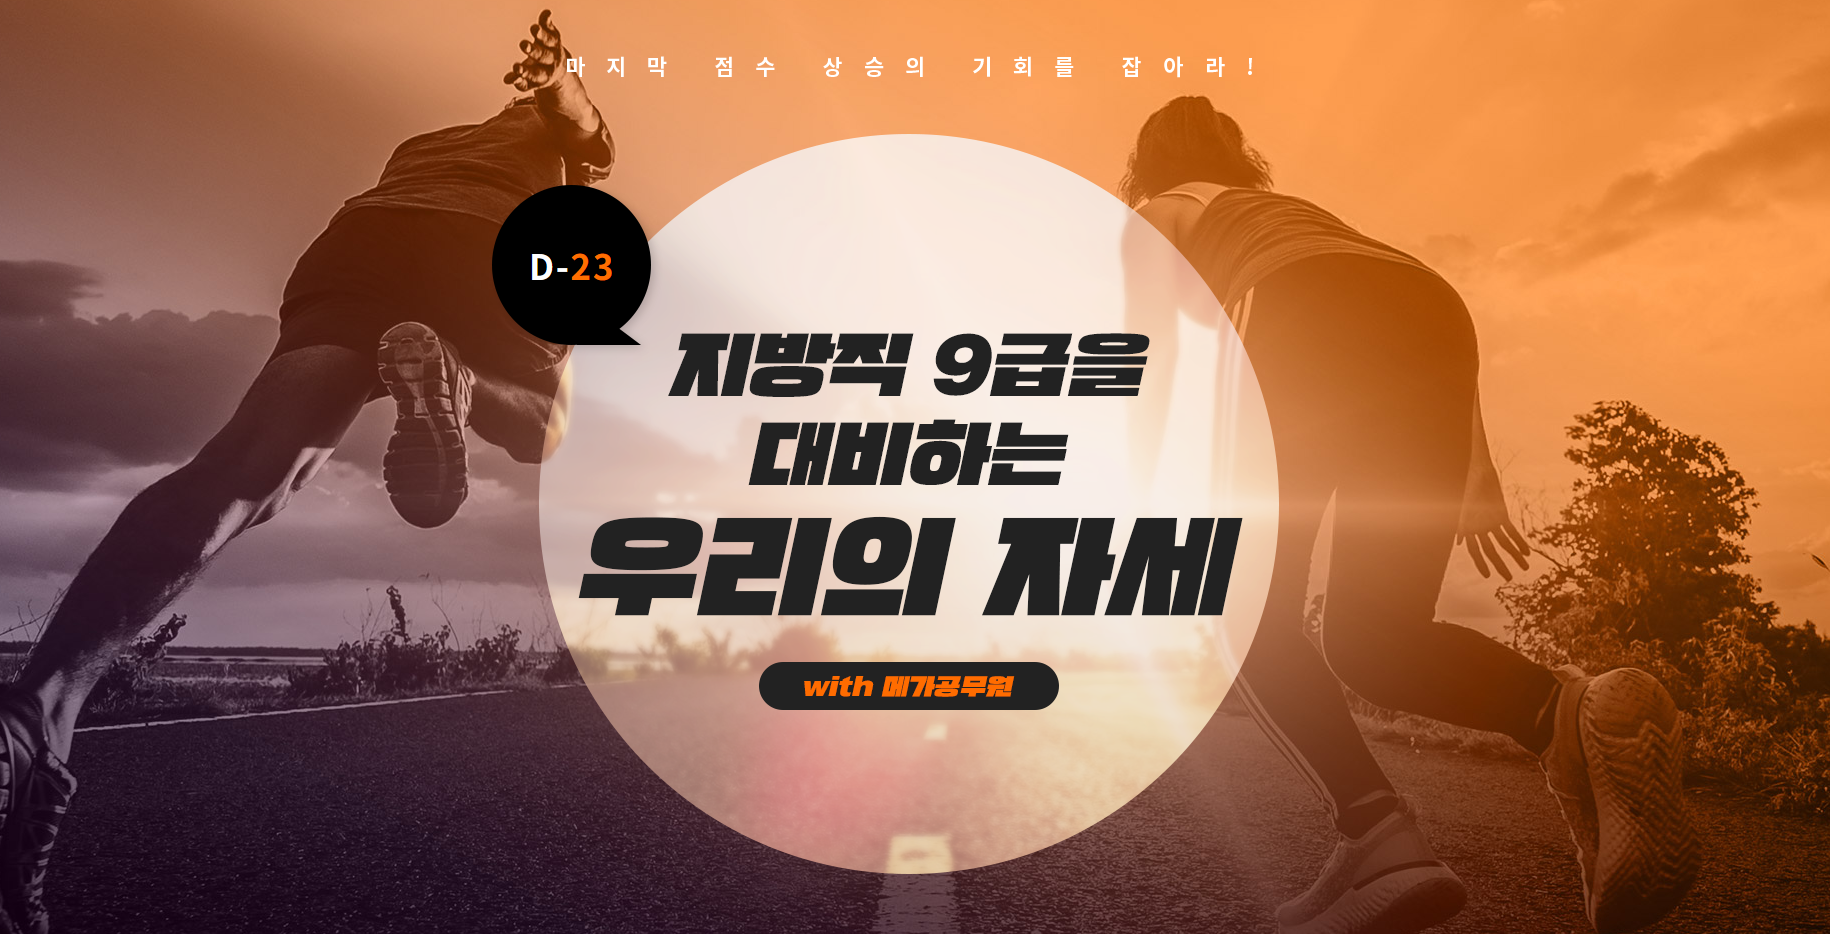 마지막 점수 상승의 기회를 잡아라!
D-23
지방직 9급을
대비하는
우리의 자세
with 메가공무원